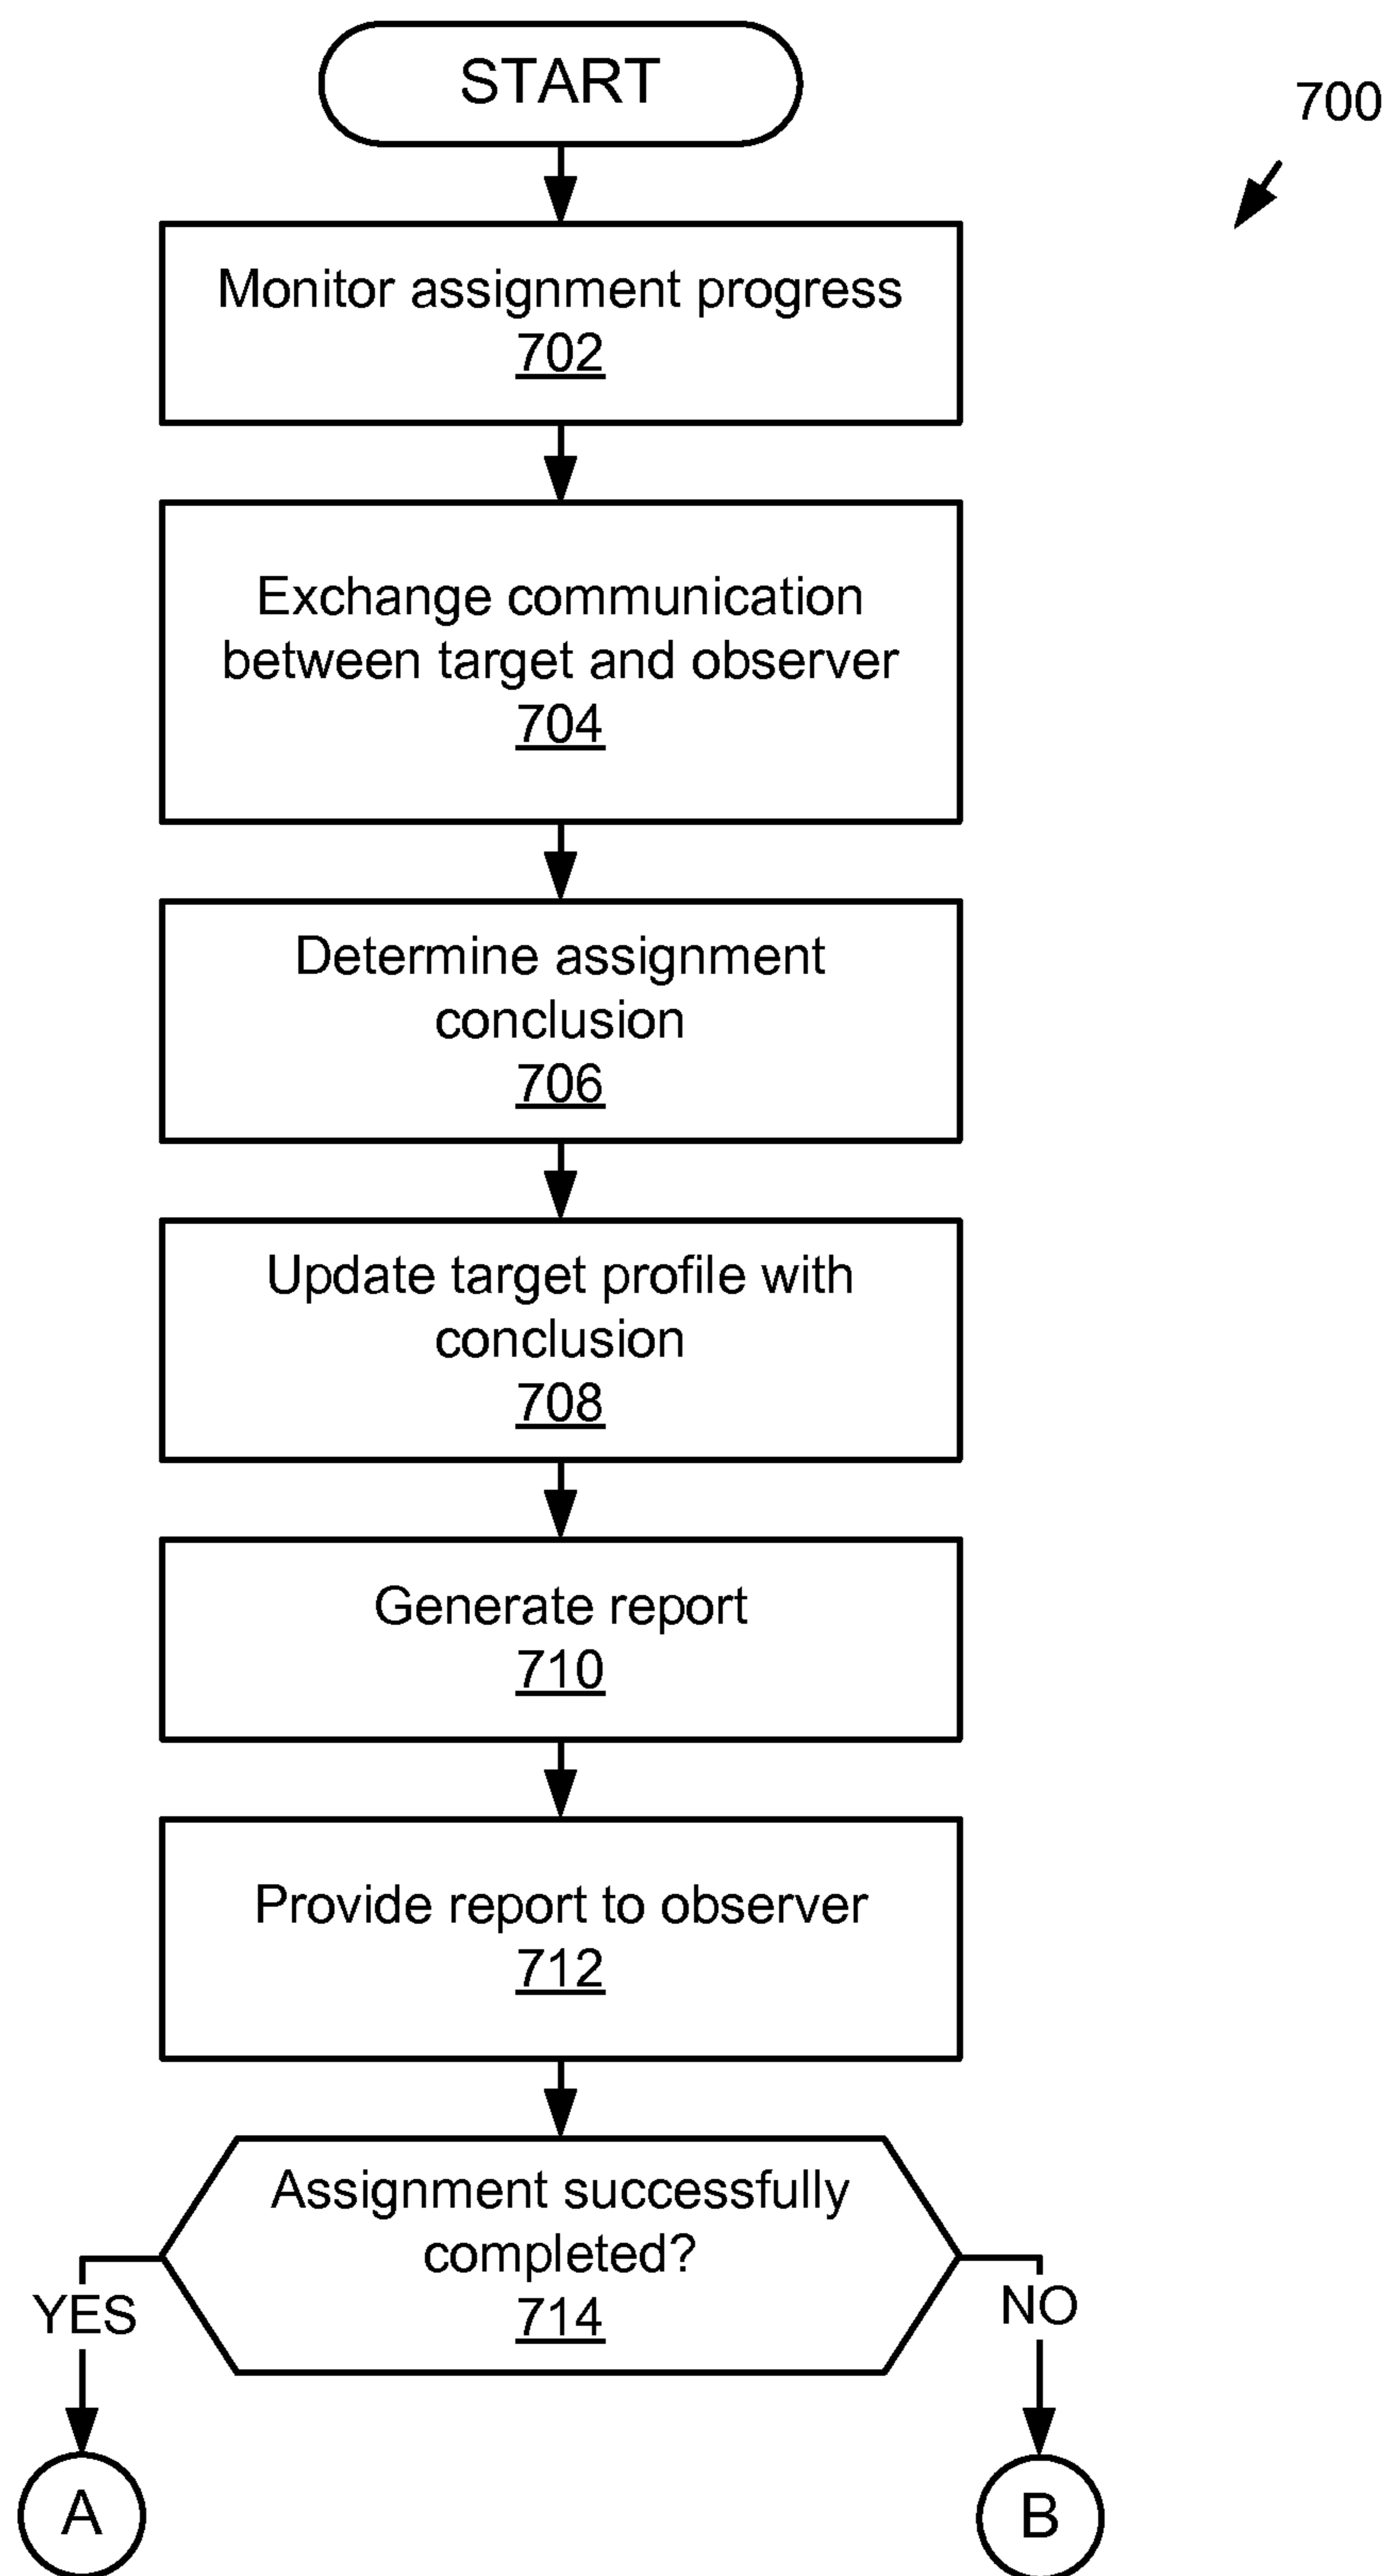 START
700
Monitor assignment progress
702
Exchange communication
between target and observer
704
Determine assignment
conclusion
706
Update target profile with
conclusion
708
Generate report
710
Provide report to observer
712
Assignment successfully
completed?
714
YES
NO
A
B